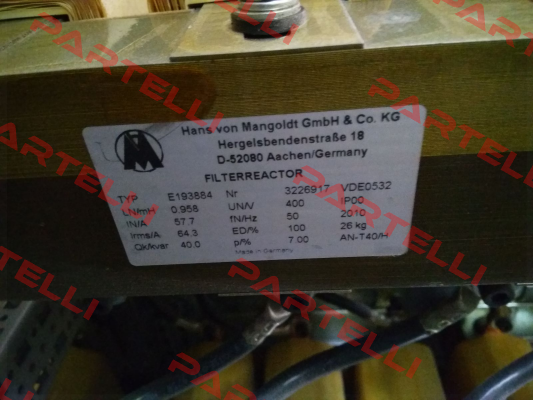 Hans von Mangoldt GmbH & Co. KG
Hergelsbendenstraße 18
D-52080 Aachen/Germany
FILTERREACTOR
TYP E193884 Nr 3226917 VDE0532
LN/mH 0.958 UN/V 400 IP00
IN/A 57.7 fN/Hz 50 2010
Irms/A 64.3 ED/% 100 26 kg
Qk/kvar 40.0 p/% 7.00 AN-T40/H
Made in Germany
PARTELLI
PARTELLI
PARTELLI
PARTELLI
PARTELLI